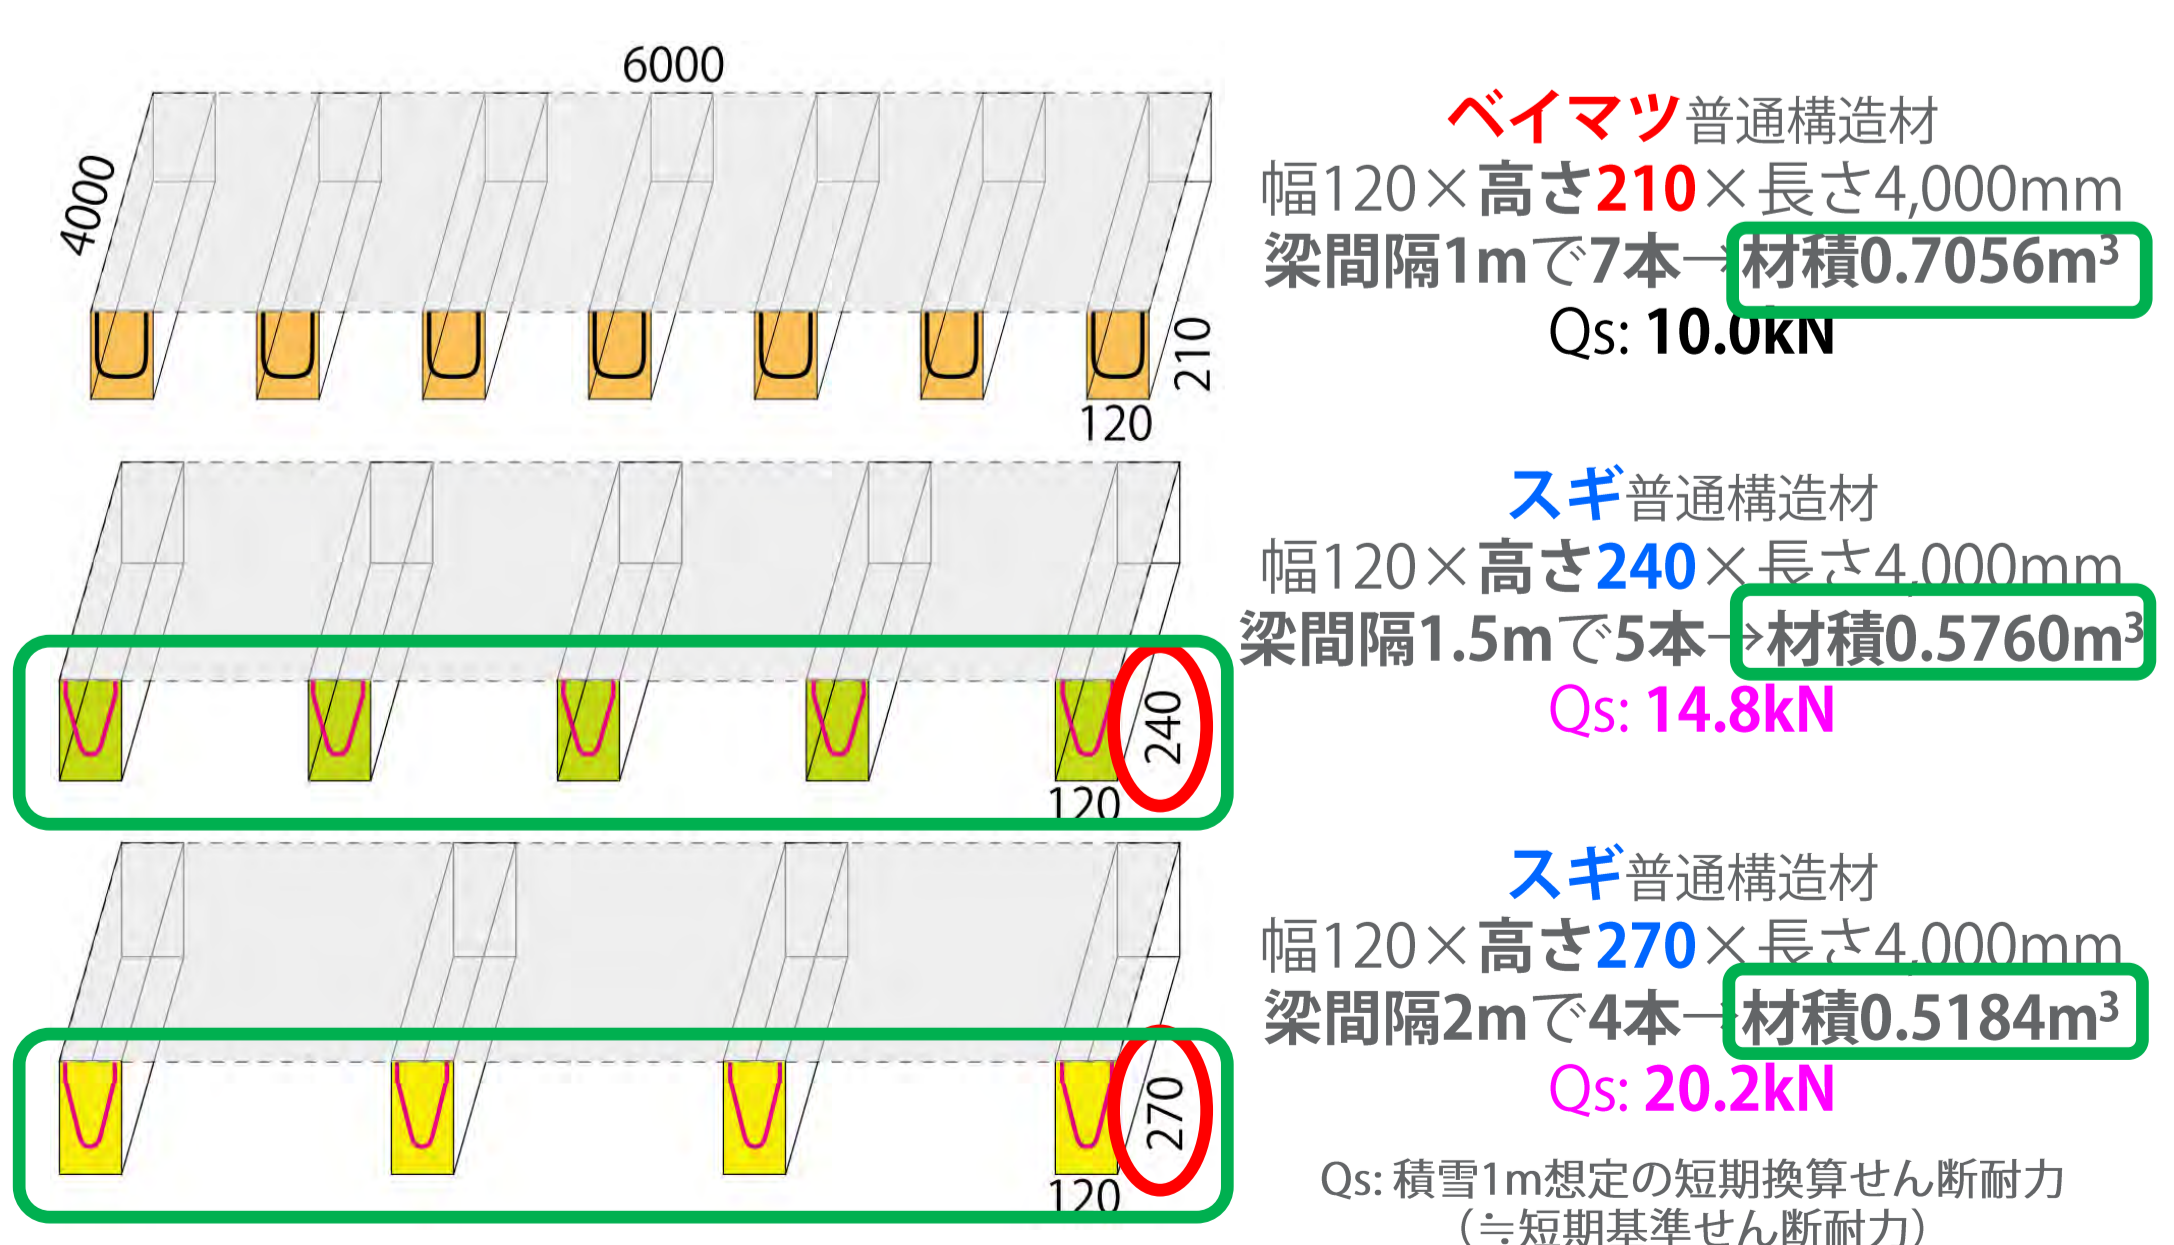 6000
4000
210
120
ベイマツ普通構造材
幅120×高さ210×長さ4,000mm
梁間隔1mで7本→材積0.7056m³
Qs: 10.0kN
240
120
スギ普通構造材
幅120×高さ240×長さ4,000mm
梁間隔1.5mで5本→材積0.5760m³
Qs: 14.8kN
270
120
スギ普通構造材
幅120×高さ270×長さ4,000mm
梁間隔2mで4本→材積0.5184m³
Qs: 20.2kN
Qs: 積雪1m想定の短期換算せん断耐力
（≒短期基準せん断耐力）